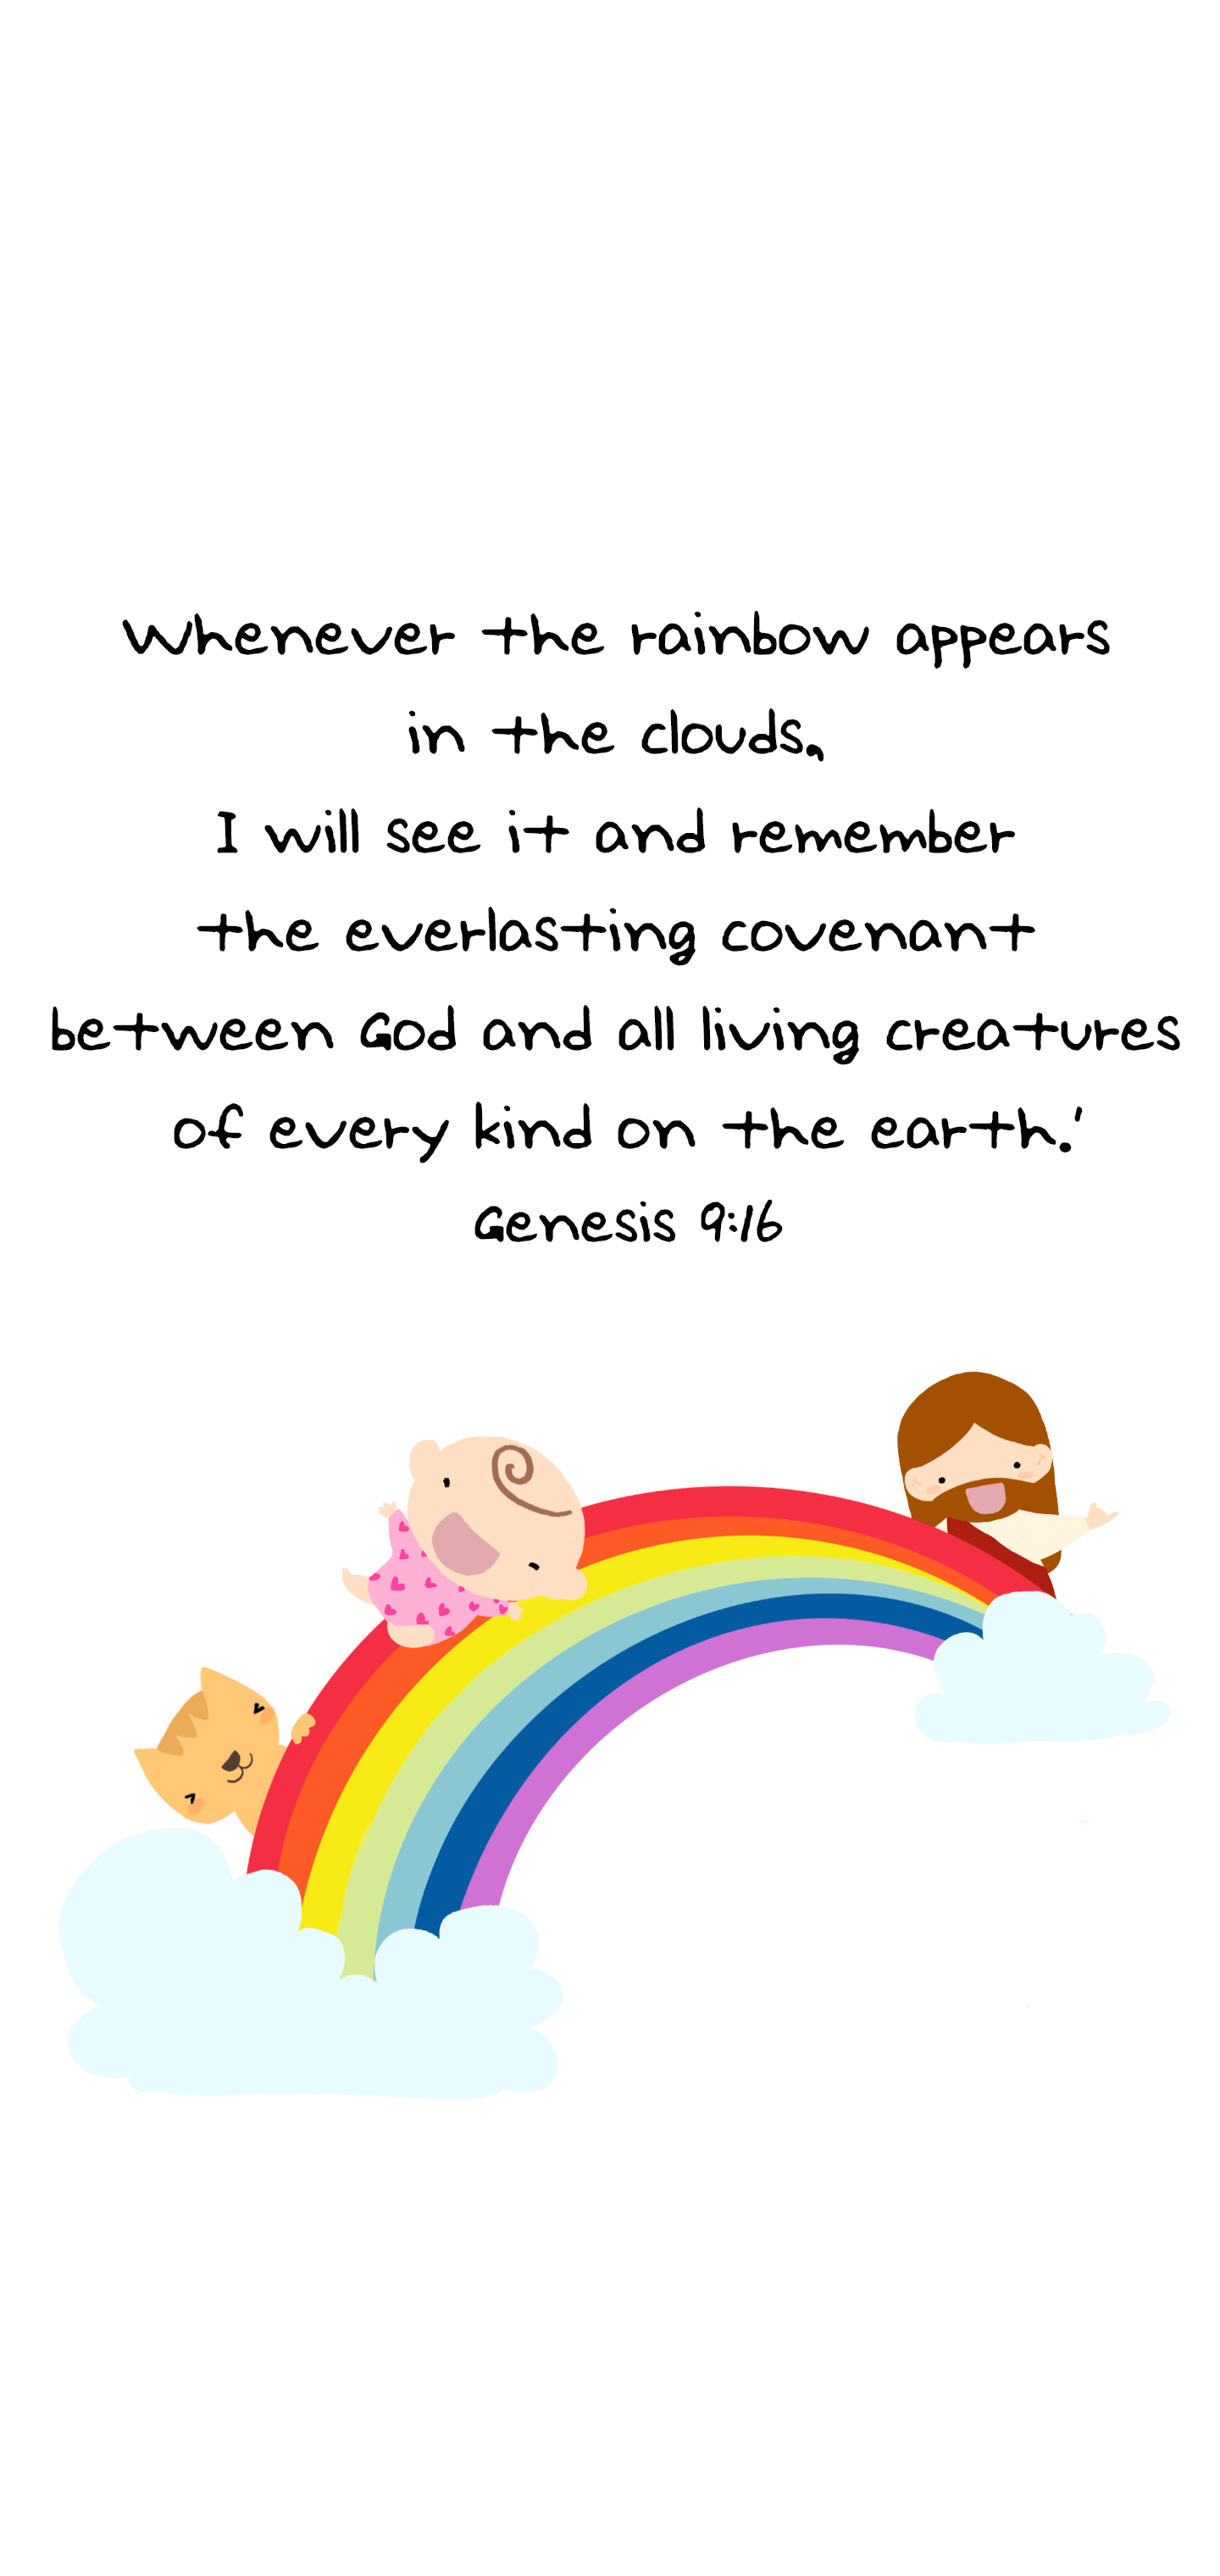 Whenever the rainbow appears
in the clouds,
I will see it and remember
the everlasting covenant
between God and all living creatures
of every kind on the earth.'
Genesis 9:16